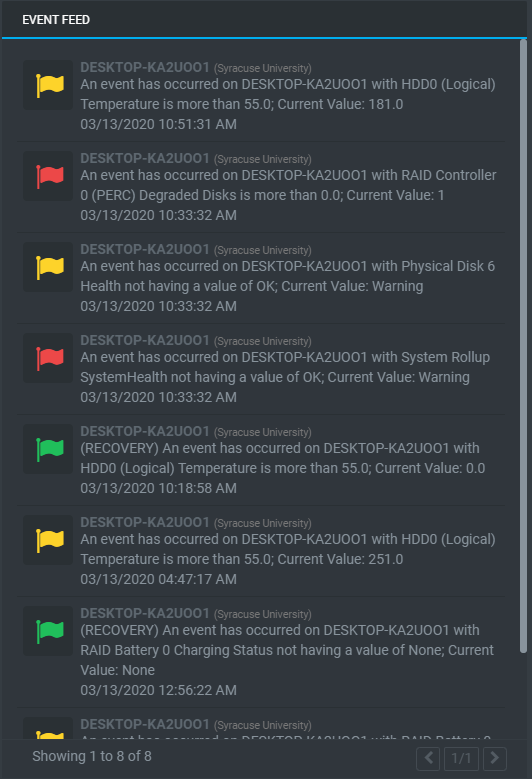 EVENT FEED
DESKTOP-KA2UOO1 (Syracuse University)
An event has occurred on DESKTOP-KA2UOO1 with HDD0 (Logical)
Temperature is more than 55.0; Current Value: 181.0
03/13/2020 10:51:31 AM
DESKTOP-KA2UOO1 (Syracuse University)
An event has occurred on DESKTOP-KA2UOO1 with RAID Controller
0 (PERC) Degraded Disks is more than 0.0; Current Value: 1
03/13/2020 10:33:32 AM
DESKTOP-KA2UOO1 (Syracuse University)
An event has occurred on DESKTOP-KA2UOO1 with Physical Disk 6
Health not having a value of OK; Current Value: Warning
03/13/2020 10:33:32 AM
DESKTOP-KA2UOO1 (Syracuse University)
An event has occurred on DESKTOP-KA2UOO1 with System Rollup
SystemHealth not having a value of OK; Current Value: Warning
03/13/2020 10:33:32 AM
DESKTOP-KA2UOO1 (Syracuse University)
(RECOVERY) An event has occurred on DESKTOP-KA2UOO1 with
HDD0 (Logical) Temperature is more than 55.0; Current Value: 0.0
03/13/2020 10:18:58 AM
DESKTOP-KA2UOO1 (Syracuse University)
An event has occurred on DESKTOP-KA2UOO1 with HDD0 (Logical)
Temperature is more than 55.0; Current Value: 251.0
03/13/2020 04:47:17 AM
DESKTOP-KA2UOO1 (Syracuse University)
(RECOVERY) An event has occurred on DESKTOP-KA2UOO1 with
RAID Battery 0 Charging Status not having a value of None; Current
Value: None
03/13/2020 12:56:22 AM
DESKTOP-KA2UOO1 (Syracuse University)
An event has occurred on DESKTOP-KA2UOO1 with RAID Battery 0
Showing 1 to 8 of 8
1/1